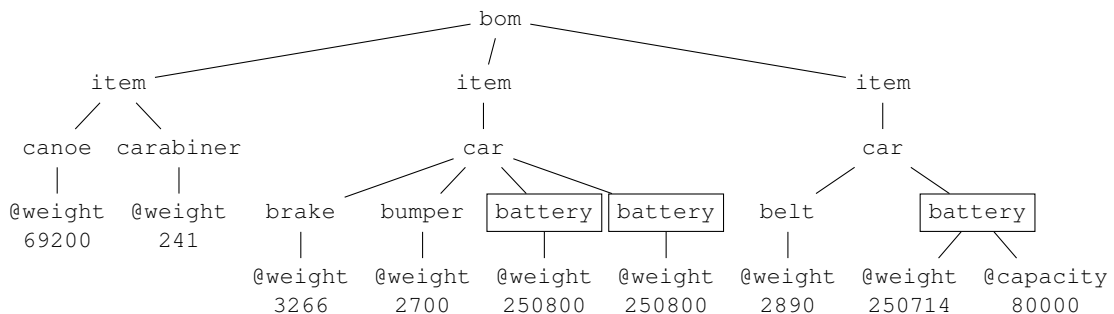 bom
item item item
canoe carabiner car car
@weight @weight brake bumper battery battery belt battery
69200 241
@weight @weight @weight @weight @weight @weight @capacity
3266 2700 250800 250800 2890 250714 80000